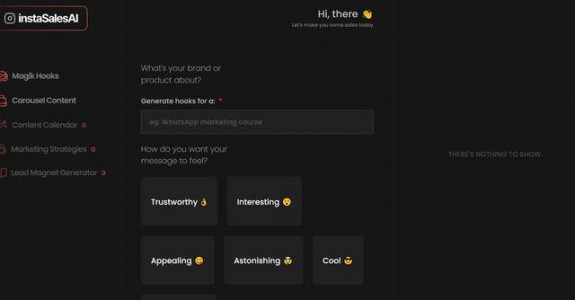 instaSalesAI
Hi, there 👋
Let's make you some sales today
Magik Hooks
Carousel Content
Content Calendar
Marketing Strategies
Lead Magnet Generator
What's your brand or
product about?
Generate hooks for a: *
eg: WhatsApp marketing course
How do you want your
message to feel?
Trustworthy 👌
Interesting 😲
Appealing 😄
Astonishing 🤯
Cool 😎
THERE'S NOTHING TO SHOW..